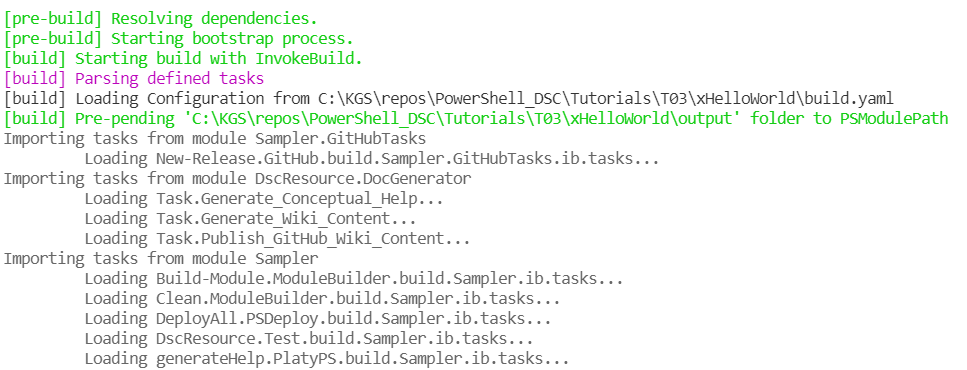 [pre-build] Resolving dependencies.
[pre-build] Starting bootstrap process.
[build] Starting build with InvokeBuild.
[build] Parsing defined tasks
[build] Loading Configuration from C:\KGS\repos\PowerShell_DSC\Tutorials\T03\xHelloWorld\build.yaml
[build] Pre-pending 'C:\KGS\repos\PowerShell_DSC\Tutorials\T03\xHelloWorld\output' folder to PSModulePath
Importing tasks from module Sampler.GitHubTasks
        Loading New-Release.GitHub.build.Sampler.GitHubTasks.ib.tasks...
Importing tasks from module DscResource.DocGenerator
        Loading Task.Generate_Conceptual_Help...
        Loading Task.Generate_Wiki_Content...
        Loading Task.Publish_GitHub_Wiki_Content...
Importing tasks from module Sampler
        Loading Build-Module.ModuleBuilder.build.Sampler.ib.tasks...
        Loading Clean.ModuleBuilder.build.Sampler.ib.tasks...
        Loading DeployAll.PSDeploy.build.Sampler.ib.tasks...
        Loading DscResource.Test.build.Sampler.ib.tasks...
        Loading generateHelp.PlatyPS.build.Sampler.ib.tasks...